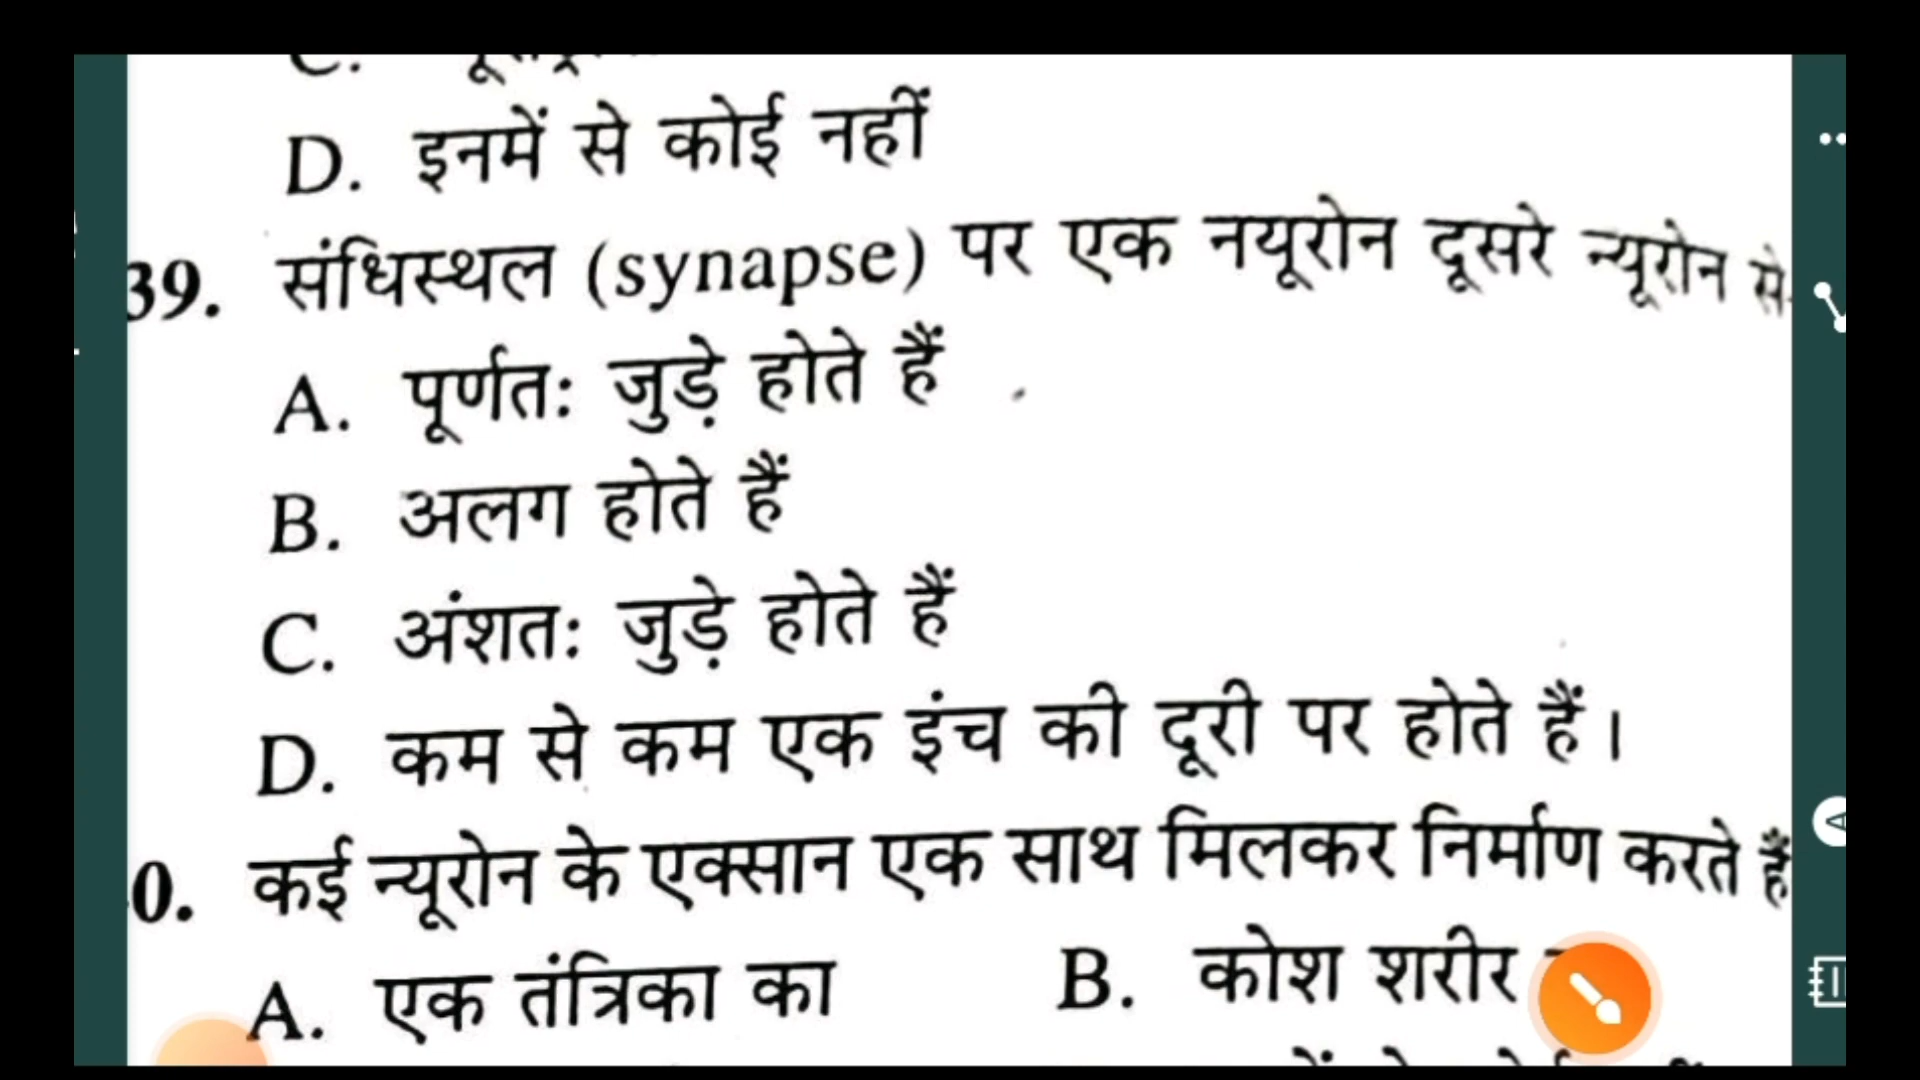 D. इनमें से कोई नहीं
39. संधिस्थल (synapse) पर एक नयूरोन दूसरे न्यूरोन से
A. पूर्णतः जुड़े होते हैं
B. अलग होते हैं
C. अंशतः जुड़े होते हैं
D. कम से कम एक इंच की दूरी पर होते हैं।
0. कई न्यूरोन के एक्सान एक साथ मिलकर निर्माण करते हैं
A. एक तंत्रिका का B. कोश शरीर